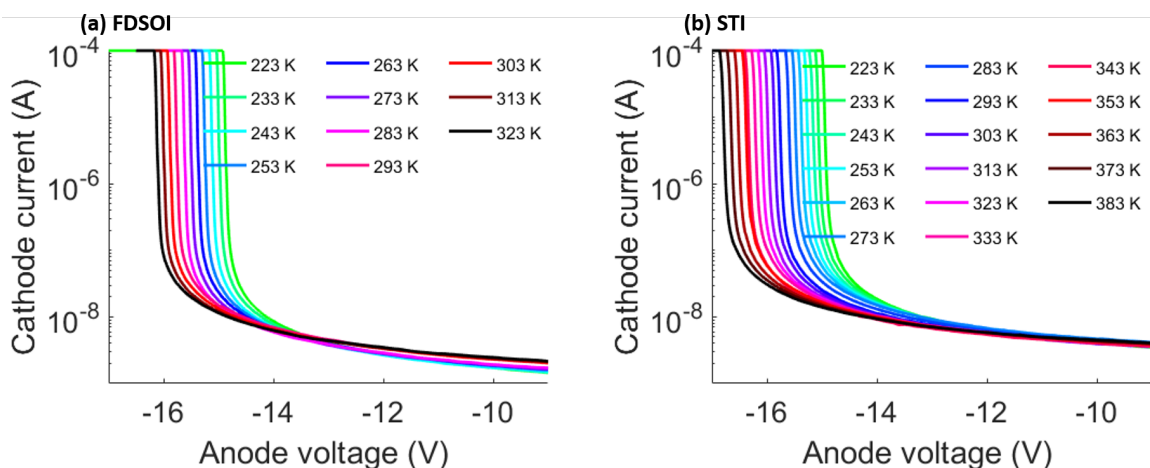 (a) FDSOI
(b) STI
Cathode current (A)
10⁻⁴
10⁻⁶
10⁻⁸
223 K
233 K
243 K
253 K
263 K
273 K
283 K
293 K
303 K
313 K
323 K
-16
-14
-12
-10
Anode voltage (V)
Cathode current (A)
10⁻⁴
10⁻⁶
10⁻⁸
223 K
233 K
243 K
253 K
263 K
273 K
283 K
293 K
303 K
313 K
323 K
333 K
343 K
353 K
363 K
373 K
383 K
-16
-14
-12
-10
Anode voltage (V)